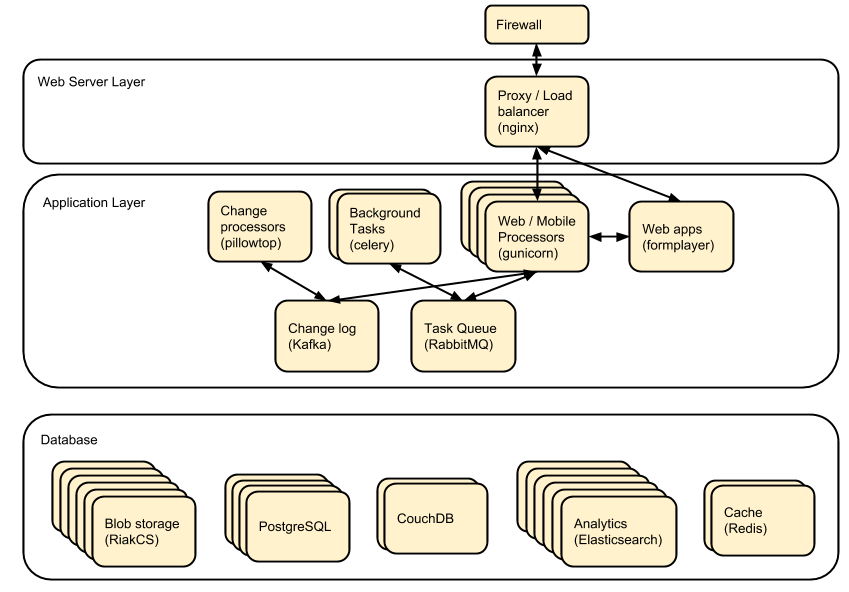 Firewall
Web Server Layer
Proxy / Load
balancer
(nginx)
Application Layer
Change
processors
(pillowtop)
Background
Tasks
(celery)
Web / Mobile
Processors
(gunicorn)
Web apps
(formplayer)
Change log
(Kafka)
Task Queue
(RabbitMQ)
Database
Blob storage
(RiakCS)
PostgreSQL
CouchDB
Analytics
(Elasticsearch)
Cache
(Redis)